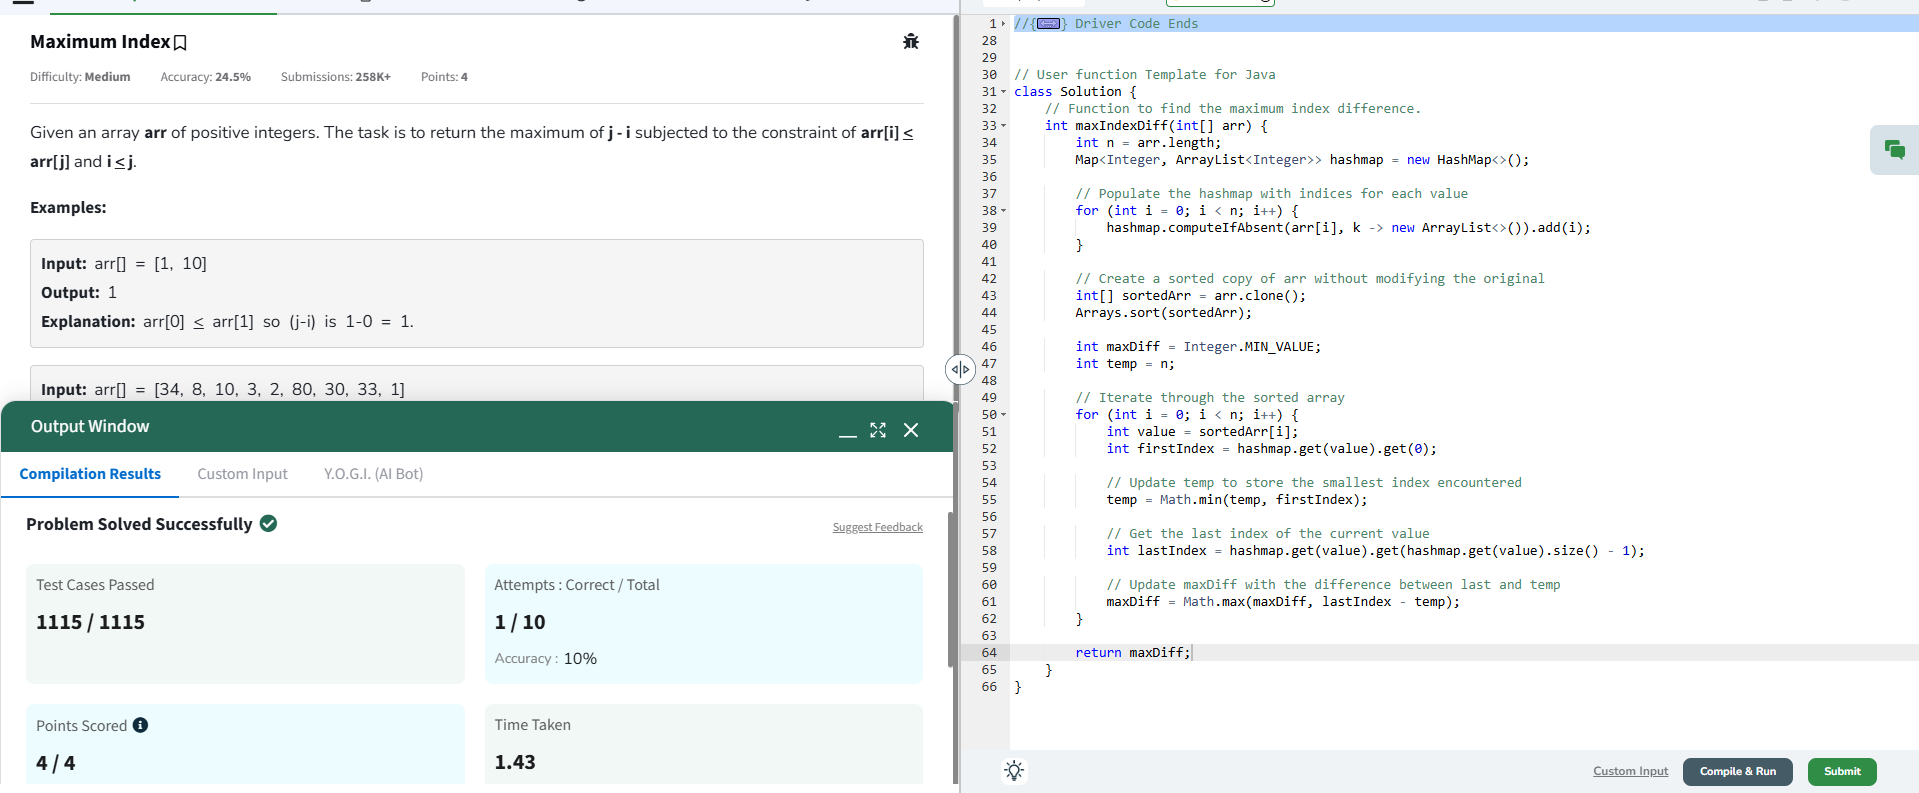 Maximum Index
Difficulty: Medium Accuracy: 24.5% Submissions: 258K+ Points: 4
Given an array arr of positive integers. The task is to return the maximum of j - i subjected to the constraint of arr[i] ≤
arr[j] and i ≤ j.
Examples:
Input: arr[] = [1, 10]
Output: 1
Explanation: arr[0] ≤ arr[1] so (j-i) is 1-0 = 1.
Input: arr[] = [34, 8, 10, 3, 2, 80, 30, 33, 1]
Output Window
Compilation Results Custom Input Y.O.G.I. (AI Bot)
Problem Solved Successfully
Suggest Feedback
Test Cases Passed
1115 / 1115
Attempts : Correct / Total
1 / 10
Accuracy : 10%
Points Scored
4 / 4
Time Taken
1.43
1 //{ } Driver Code Ends
28
29
30 // User function Template for Java
31 class Solution {
32     // Function to find the maximum index difference.
33     int maxIndexDiff(int[] arr) {
34         int n = arr.length;
35         Map<Integer, ArrayList<Integer>> hashmap = new HashMap<>();
36
37         // Populate the hashmap with indices for each value
38         for (int i = 0; i < n; i++) {
39             hashmap.computeIfAbsent(arr[i], k -> new ArrayList<>()).add(i);
40         }
41
42         // Create a sorted copy of arr without modifying the original
43         int[] sortedArr = arr.clone();
44         Arrays.sort(sortedArr);
45
46         int maxDiff = Integer.MIN_VALUE;
47         int temp = n;
48
49         // Iterate through the sorted array
50         for (int i = 0; i < n; i++) {
51             int value = sortedArr[i];
52             int firstIndex = hashmap.get(value).get(0);
53
54             // Update temp to store the smallest index encountered
55             temp = Math.min(temp, firstIndex);
56
57             // Get the last index of the current value
58             int lastIndex = hashmap.get(value).get(hashmap.get(value).size() - 1);
59
60             // Update maxDiff with the difference between last and temp
61             maxDiff = Math.max(maxDiff, lastIndex - temp);
62         }
63
64         return maxDiff;
65     }
66 }
Custom Input Compile & Run Submit